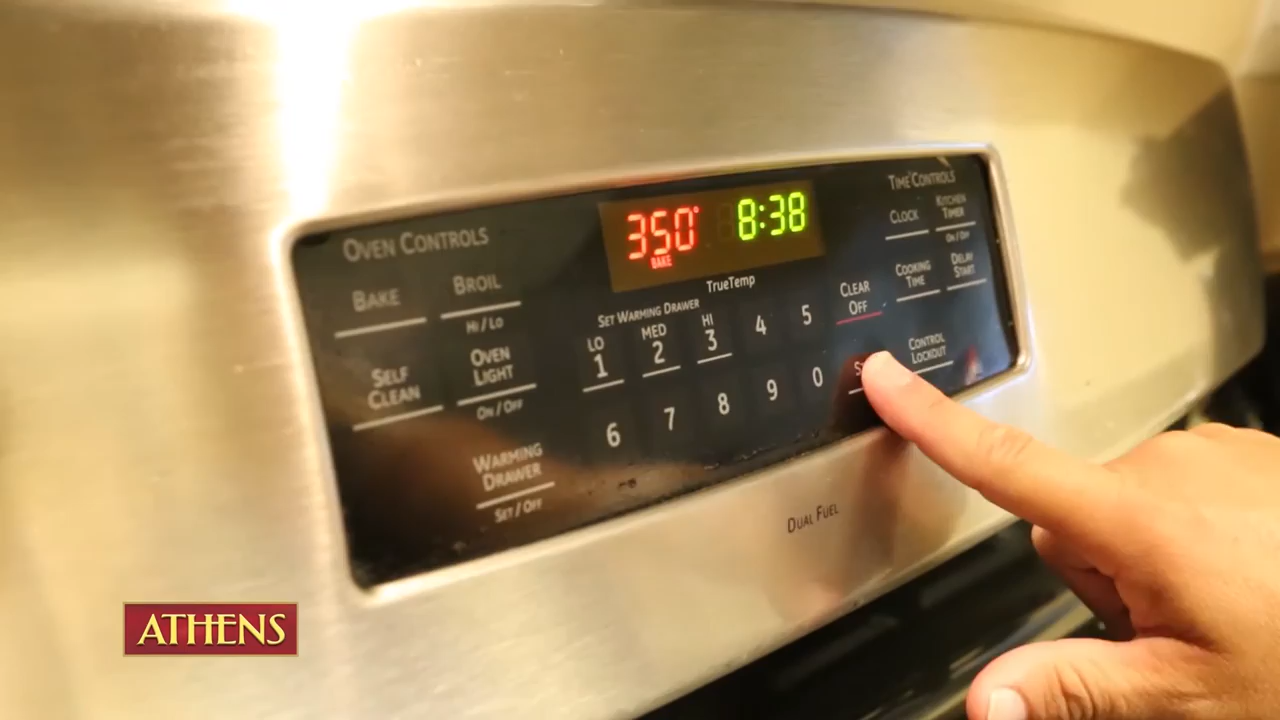 OVEN CONTROLS
BAKE
BROIL
HI / LO
SELF
CLEAN
OVEN
LIGHT
ON / OFF
WARMING
DRAWER
SET / OFF
350°
BAKE
8:38
TrueTemp
SET WARMING DRAWER
LO
1
MED
2
HI
3
4
5
6
7
8
9
0
CLEAR
OFF
TIME CONTROLS
CLOCK
KITCHEN
TIMER
ON / OFF
COOKING
TIME
DELAY
START
CONTROL
LOCKOUT
DUAL FUEL
ATHENS